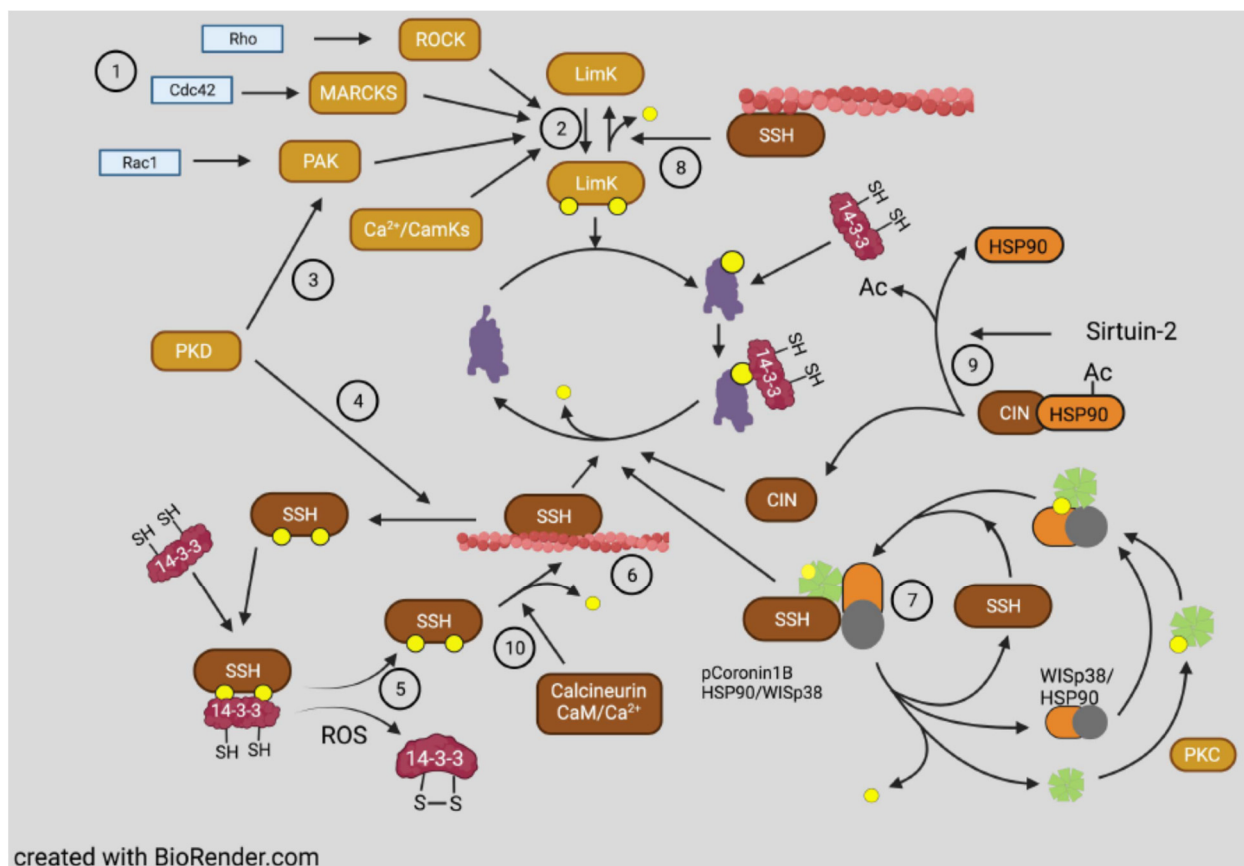 Rho
ROCK
LimK
1
Cdc42
MARCKS
2
SSH
Rac1
PAK
LimK
8
SH
SH
14-3-3
Ca²⁺/CamKs
HSP90
3
Ac
PKD
Sirtuin-2
SH
14-3-3
SH
9
Ac
4
CIN
HSP90
SSH
SSH
CIN
SH
SH
14-3-3
6
SSH
7
SSH
SSH
10
SSH
pCoronin1B
HSP90/WISp38
WISp38/
HSP90
5
14-3-3
Calcineurin
CaM/Ca²⁺
SH
SH
ROS
PKC
14-3-3
S-S
created with BioRender.com